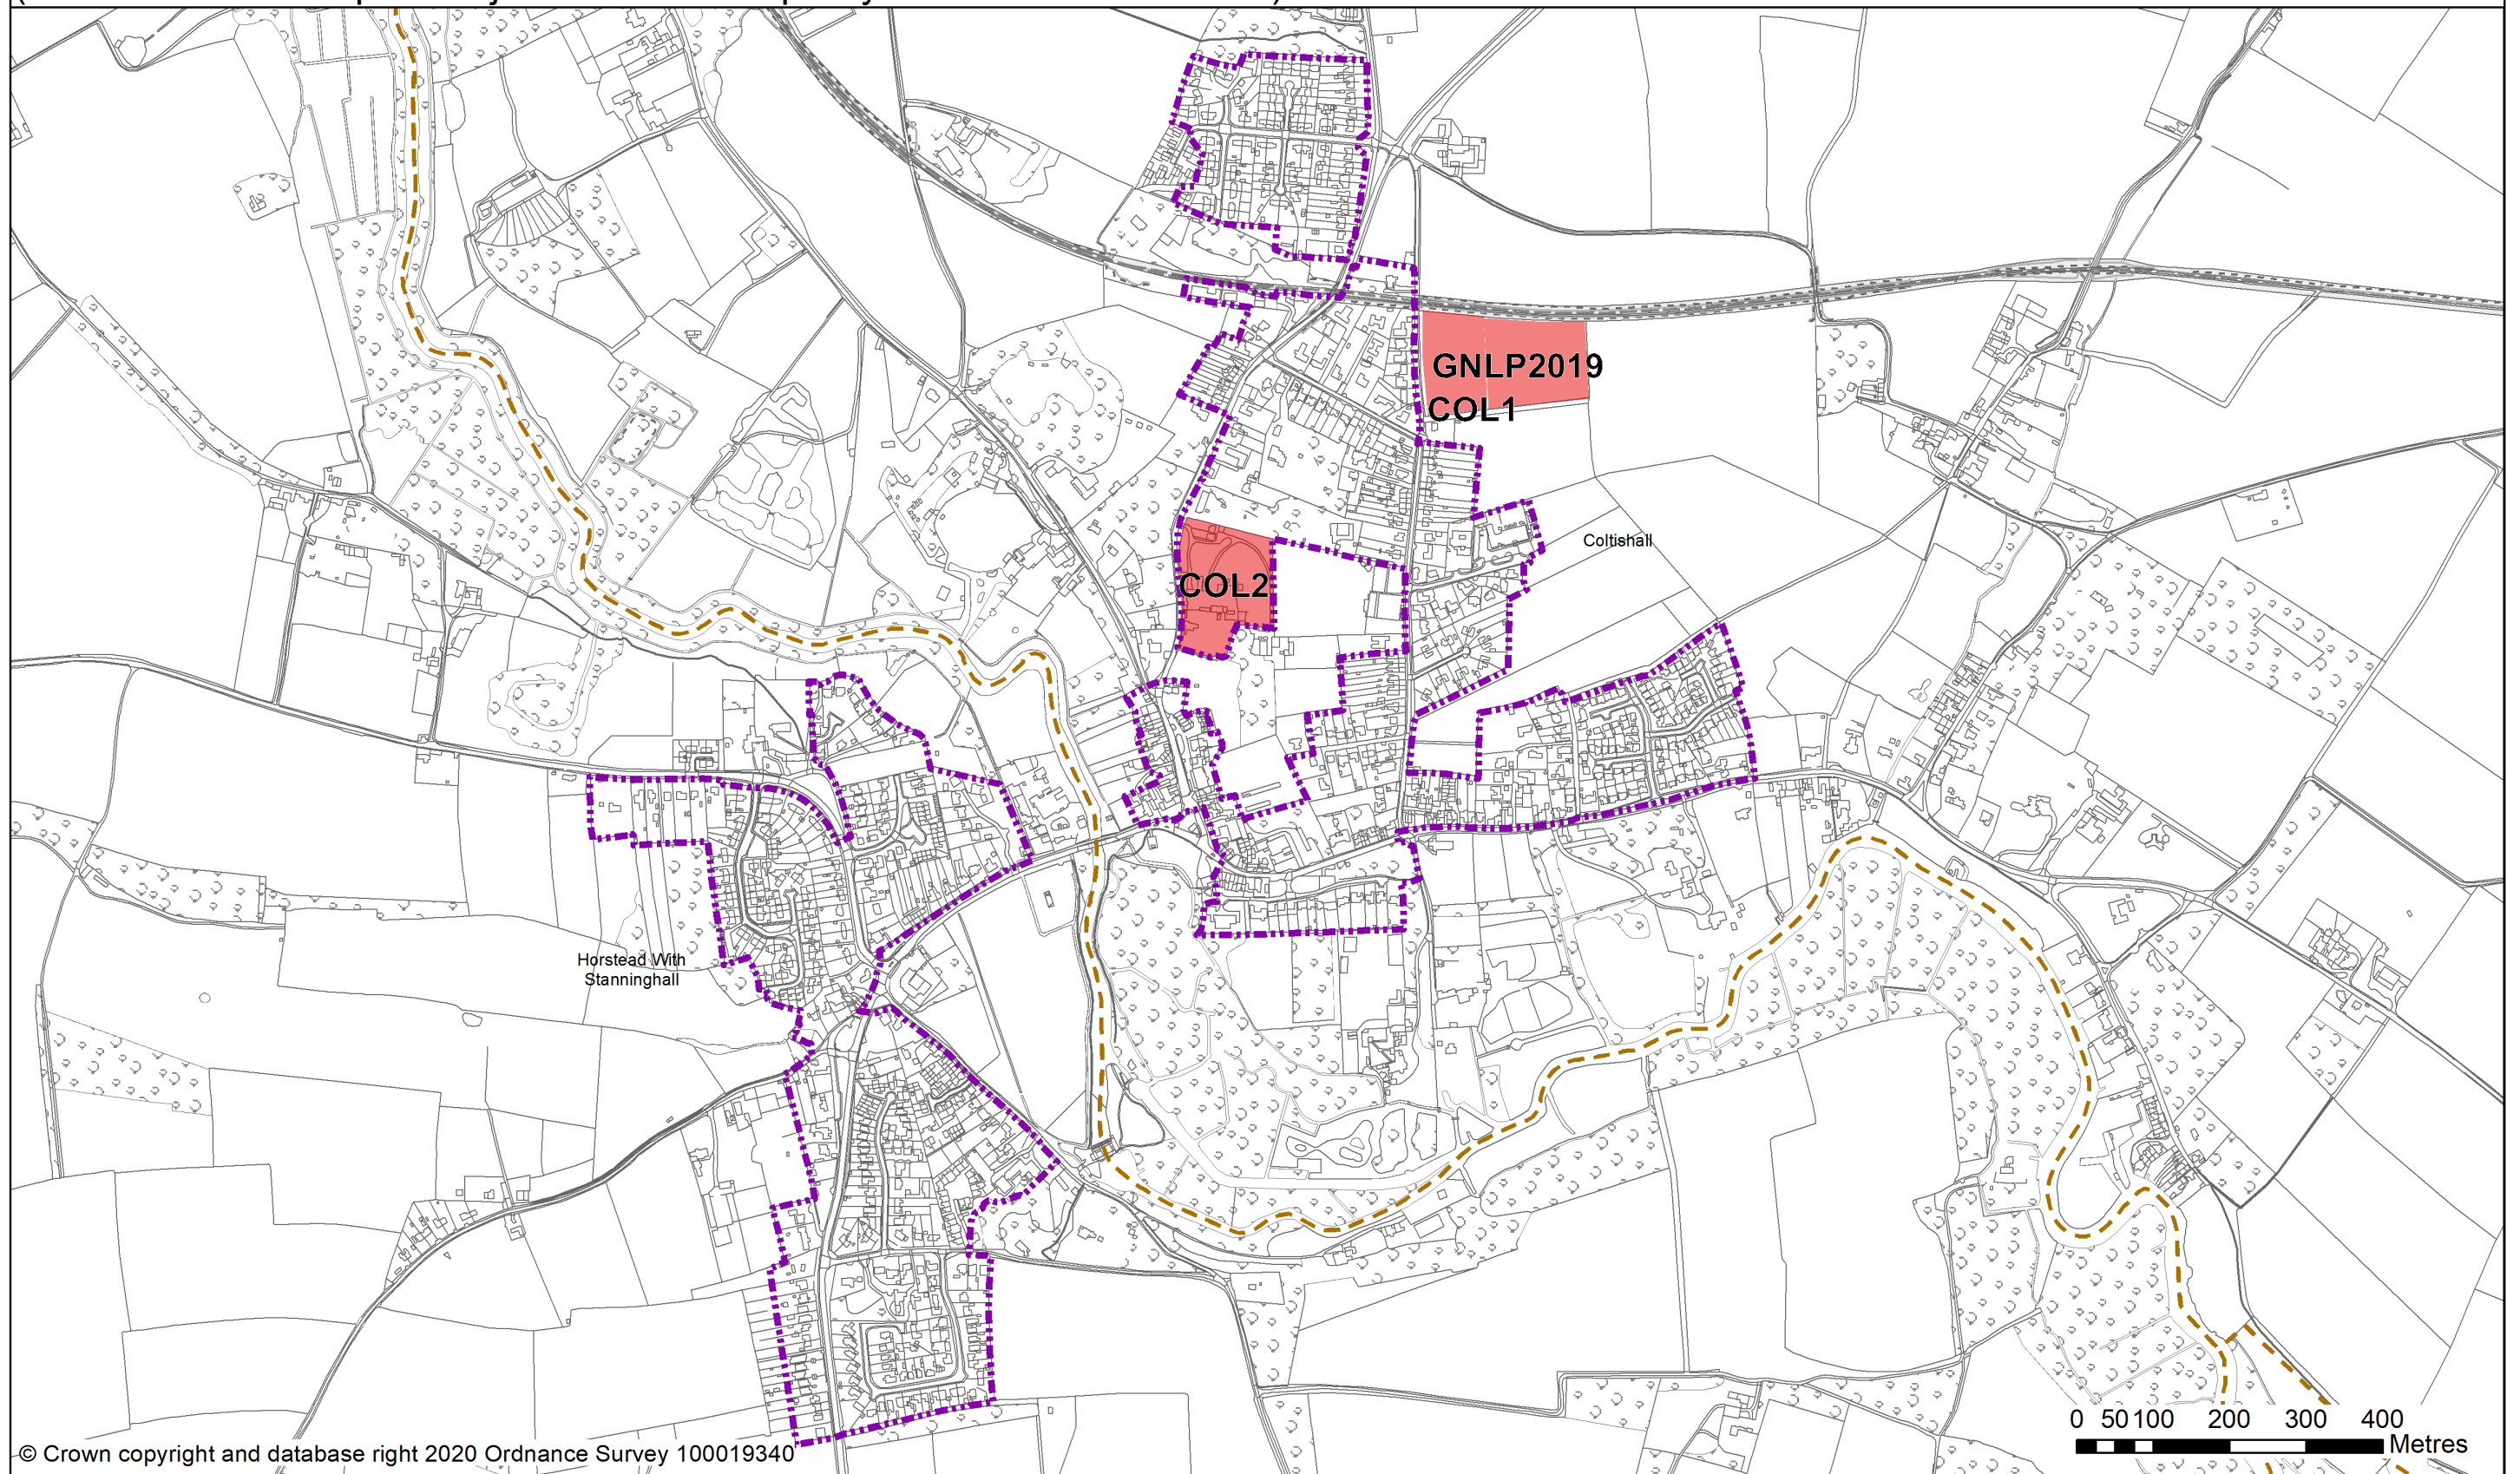 GNLP2019
COL1
Coltishall
COL2
Horstead With
Stanninghall
0 50 100 200 300 400
Metres
© Crown copyright and database right 2020 Ordnance Survey 100019340